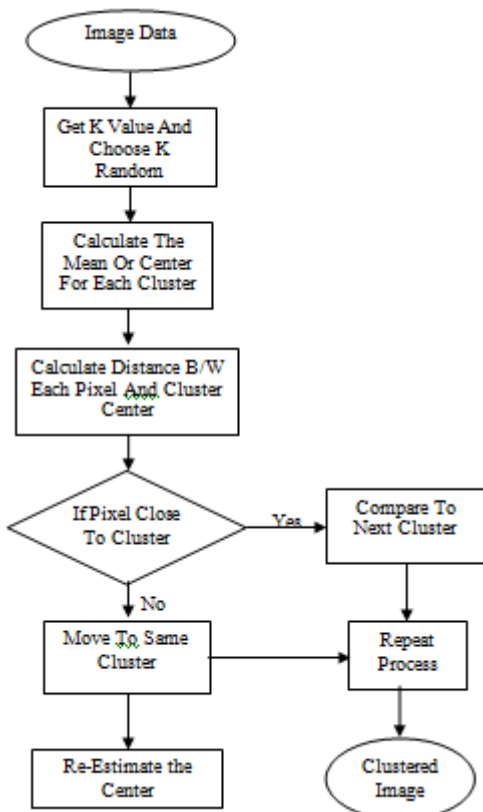 Image Data
Get K Value And
Choose K
Random
Calculate The
Mean Or Center
For Each Cluster
Calculate Distance B/W
Each Pixel And Cluster
Center
If Pixel Close
To Cluster
Yes
Compare To
Next Cluster
No
Move To Same
Cluster
Repeat
Process
Re-Estimate the
Center
Clustered
Image